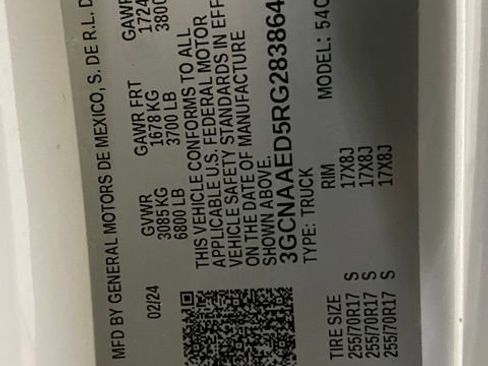 MFD BY GENERAL MOTORS DE MEXICO, S. DE R.L. D
02/24
GVWR
3085 KG
6800 LB
GAWR FRT
1678 KG
3700 LB
GAWR
1724
3800
THIS VEHICLE CONFORMS TO ALL
APPLICABLE U.S. FEDERAL MOTOR
VEHICLE SAFETY STANDARDS IN EFF
ON THE DATE OF MANUFACTURE
SHOWN ABOVE.
3GCNAAED5RG283864
TYPE: TRUCK
MODEL: 540
TIRE SIZE
RIM
255/70R17 S
17X8J
255/70R17 S
17X8J
255/70R17 S
17X8J